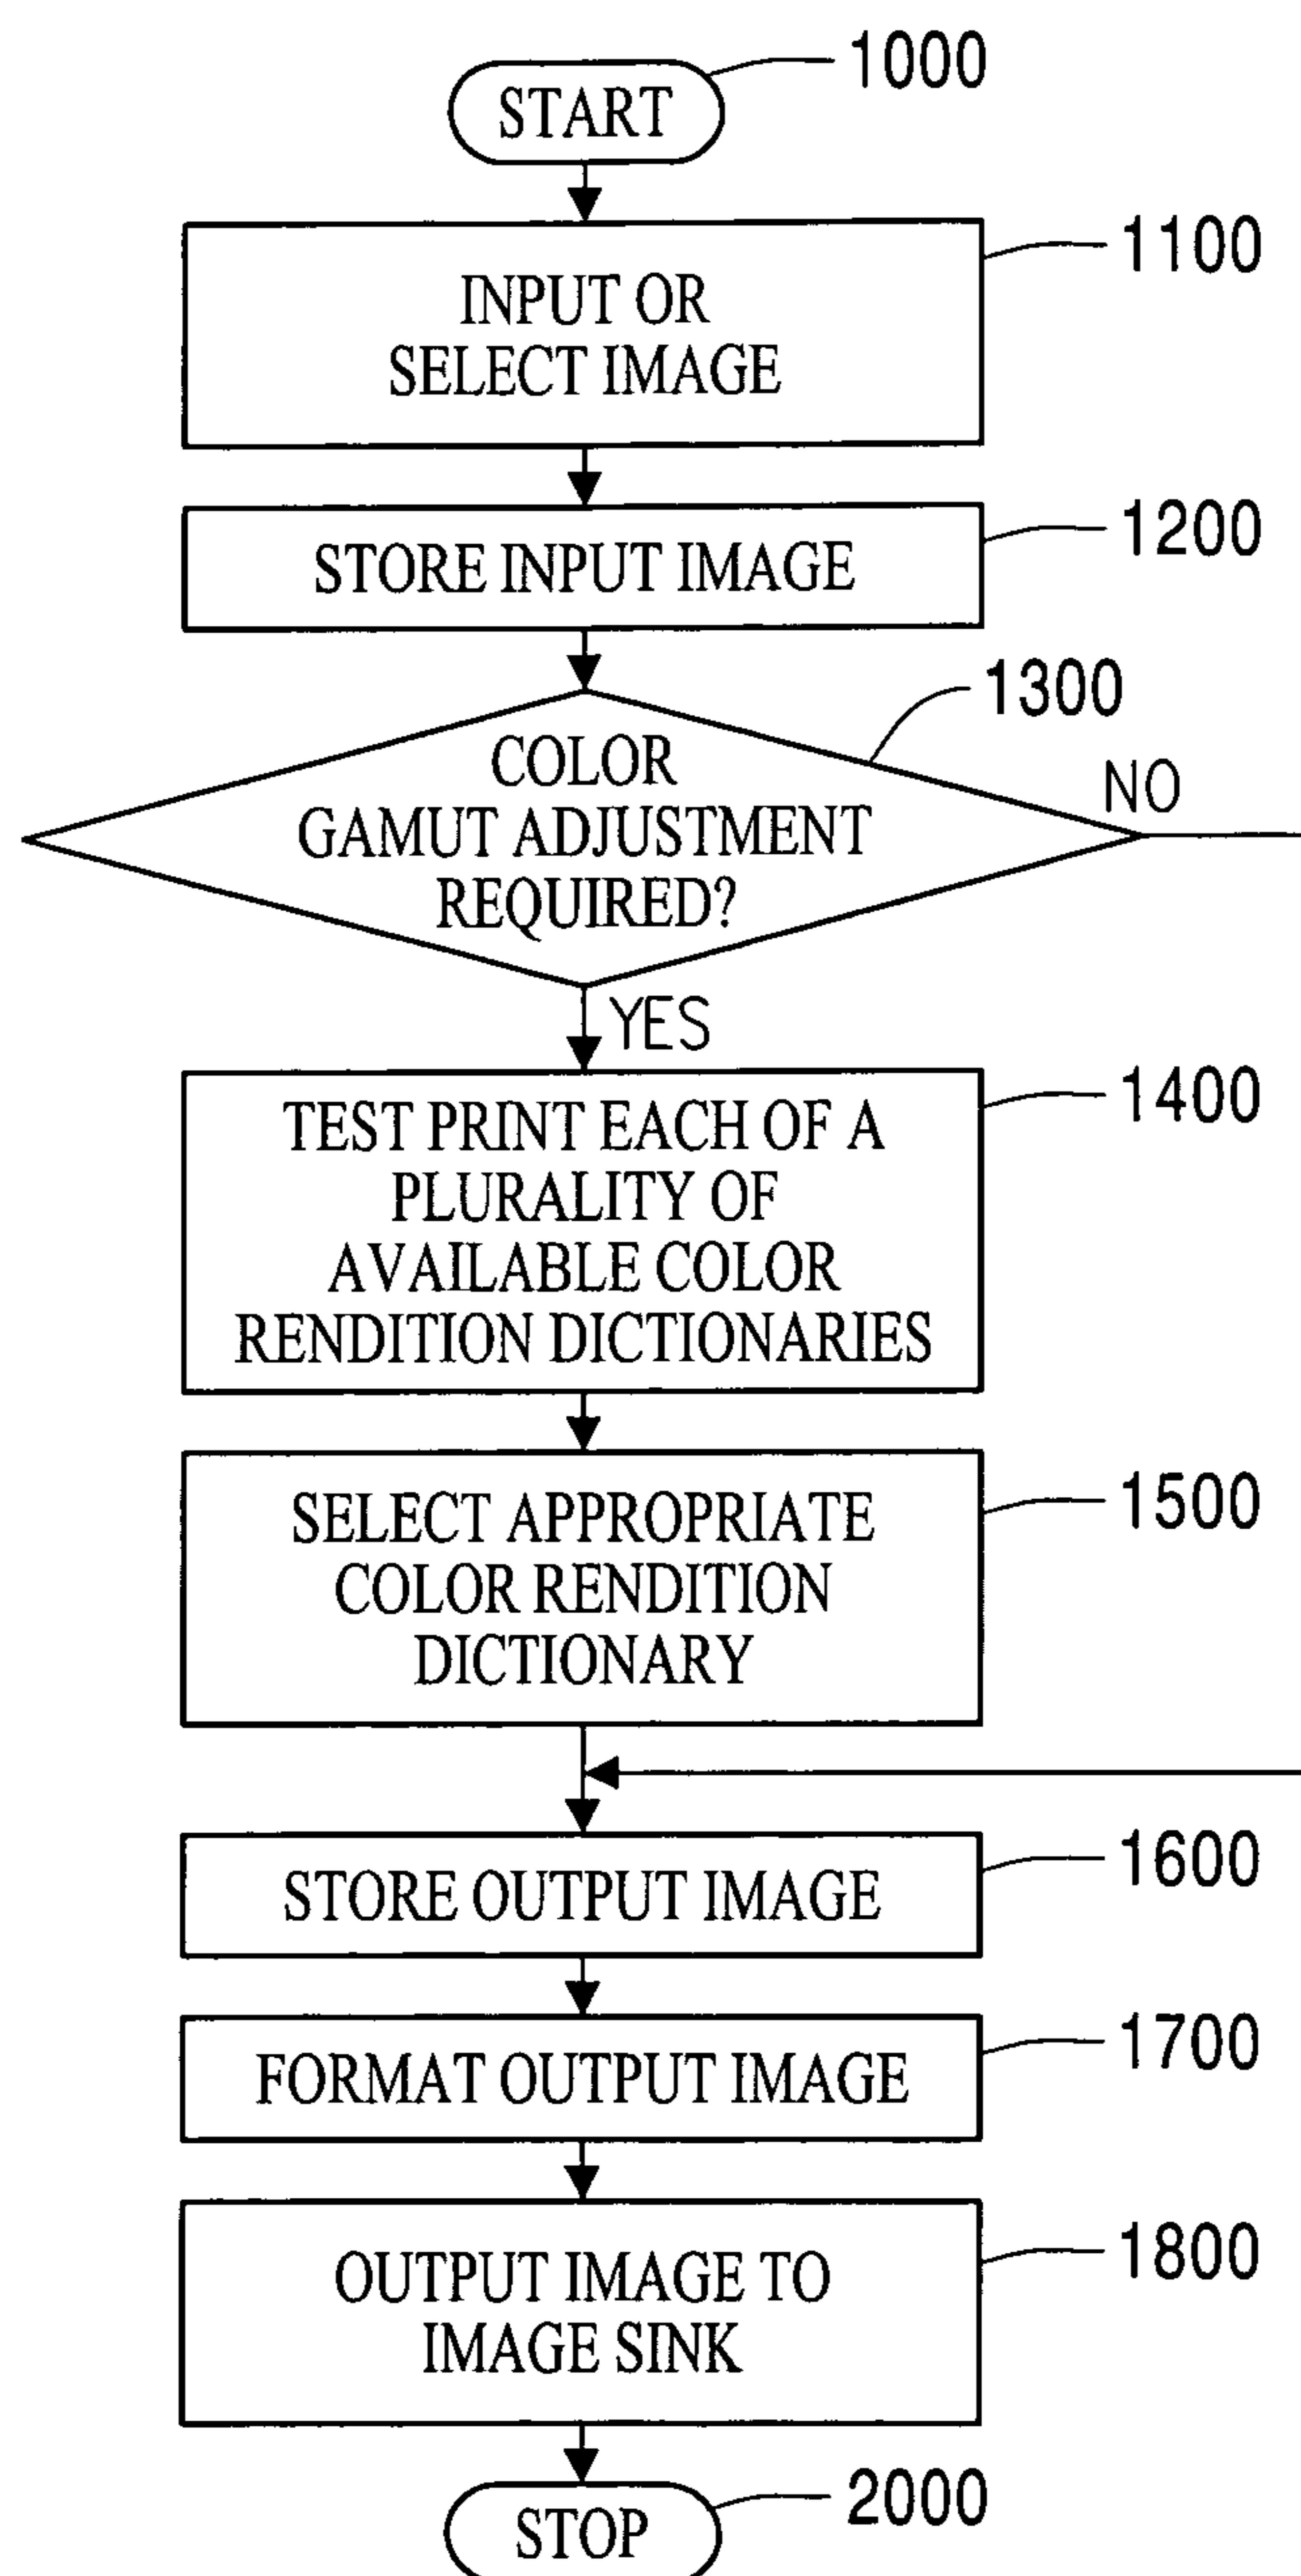 START
1000
INPUT OR
SELECT IMAGE
1100
STORE INPUT IMAGE
1200
COLOR
GAMUT ADJUSTMENT
REQUIRED?
1300
NO
YES
TEST PRINT EACH OF A
PLURALITY OF
AVAILABLE COLOR
RENDITION DICTIONARIES
1400
SELECT APPROPRIATE
COLOR RENDITION
DICTIONARY
1500
STORE OUTPUT IMAGE
1600
FORMAT OUTPUT IMAGE
1700
OUTPUT IMAGE TO
IMAGE SINK
1800
STOP
2000